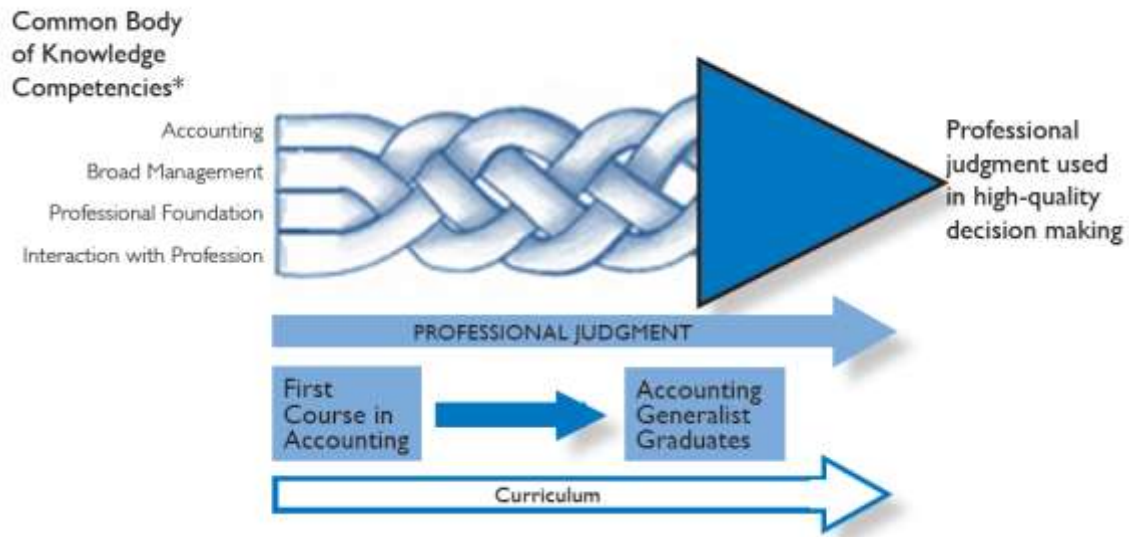 Common Body
of Knowledge
Competencies*
Accounting
Broad Management
Professional Foundation
Interaction with Profession
Professional
judgment used
in high-quality
decision making
PROFESSIONAL JUDGMENT
First
Course in
Accounting
Accounting
Generalist
Graduates
Curriculum